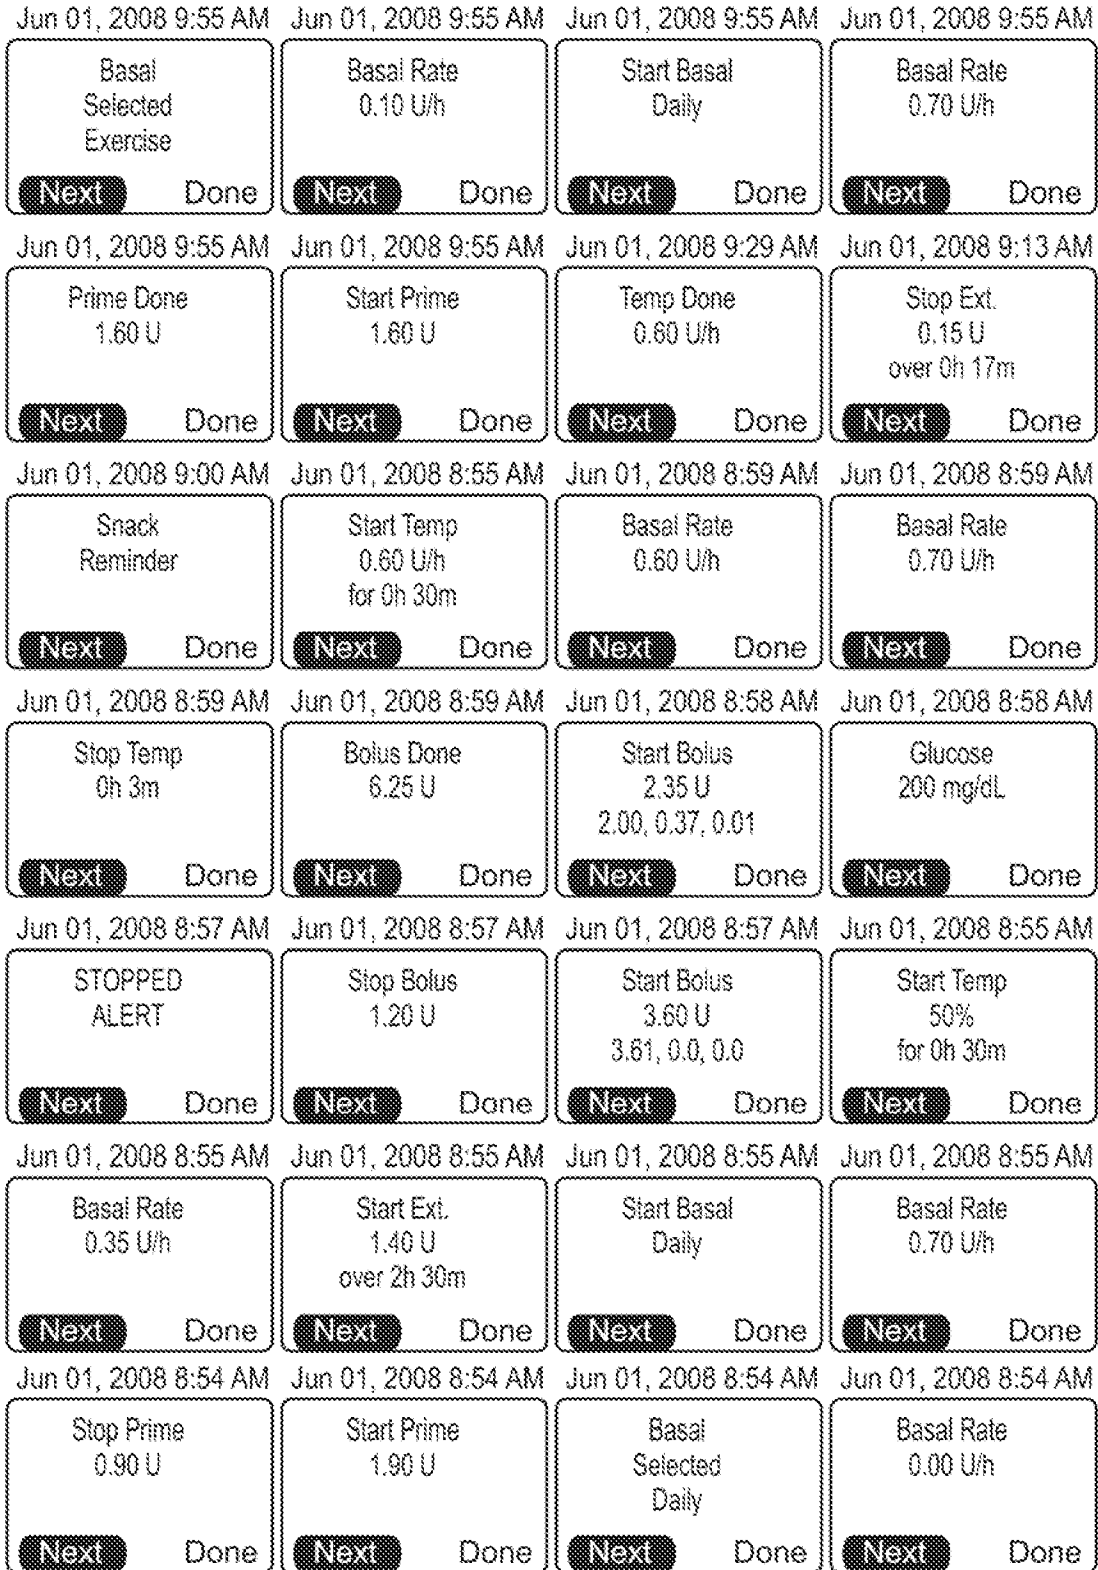 Jun 01, 2008 9:55 AM Jun 01, 2008 9:55 AM Jun 01, 2008 9:55 AM Jun 01, 2008 9:55 AM
Basal
Selected
Exercise
Next Done
Basal Rate
0.10 U/h
Next Done
Start Basal
Daily
Next Done
Basal Rate
0.70 U/h
Next Done
Jun 01, 2008 9:55 AM Jun 01, 2008 9:55 AM Jun 01, 2008 9:29 AM Jun 01, 2008 9:13 AM
Prime Done
1.60 U
Next Done
Start Prime
1.60 U
Next Done
Temp Done
0.60 U/h
Next Done
Stop Ext.
0.15 U
over 0h 17m
Next Done
Jun 01, 2008 9:00 AM Jun 01, 2008 8:55 AM Jun 01, 2008 8:59 AM Jun 01, 2008 8:59 AM
Snack
Reminder
Next Done
Start Temp
0.60 U/h
for 0h 30m
Next Done
Basal Rate
0.60 U/h
Next Done
Basal Rate
0.70 U/h
Next Done
Jun 01, 2008 8:59 AM Jun 01, 2008 8:59 AM Jun 01, 2008 8:58 AM Jun 01, 2008 8:58 AM
Stop Temp
0h 3m
Next Done
Bolus Done
6.25 U
Next Done
Start Bolus
2.35 U
2.00, 0.37, 0.01
Next Done
Glucose
200 mg/dL
Next Done
Jun 01, 2008 8:57 AM Jun 01, 2008 8:57 AM Jun 01, 2008 8:57 AM Jun 01, 2008 8:55 AM
STOPPED
ALERT
Next Done
Stop Bolus
1.20 U
Next Done
Start Bolus
3.60 U
3.61, 0.0, 0.0
Next Done
Start Temp
50%
for 0h 30m
Next Done
Jun 01, 2008 8:55 AM Jun 01, 2008 8:55 AM Jun 01, 2008 8:55 AM Jun 01, 2008 8:55 AM
Basal Rate
0.35 U/h
Next Done
Start Ext.
1.40 U
over 2h 30m
Next Done
Start Basal
Daily
Next Done
Basal Rate
0.70 U/h
Next Done
Jun 01, 2008 8:54 AM Jun 01, 2008 8:54 AM Jun 01, 2008 8:54 AM Jun 01, 2008 8:54 AM
Stop Prime
0.90 U
Next Done
Start Prime
1.90 U
Next Done
Basal
Selected
Daily
Next Done
Basal Rate
0.00 U/h
Next Done